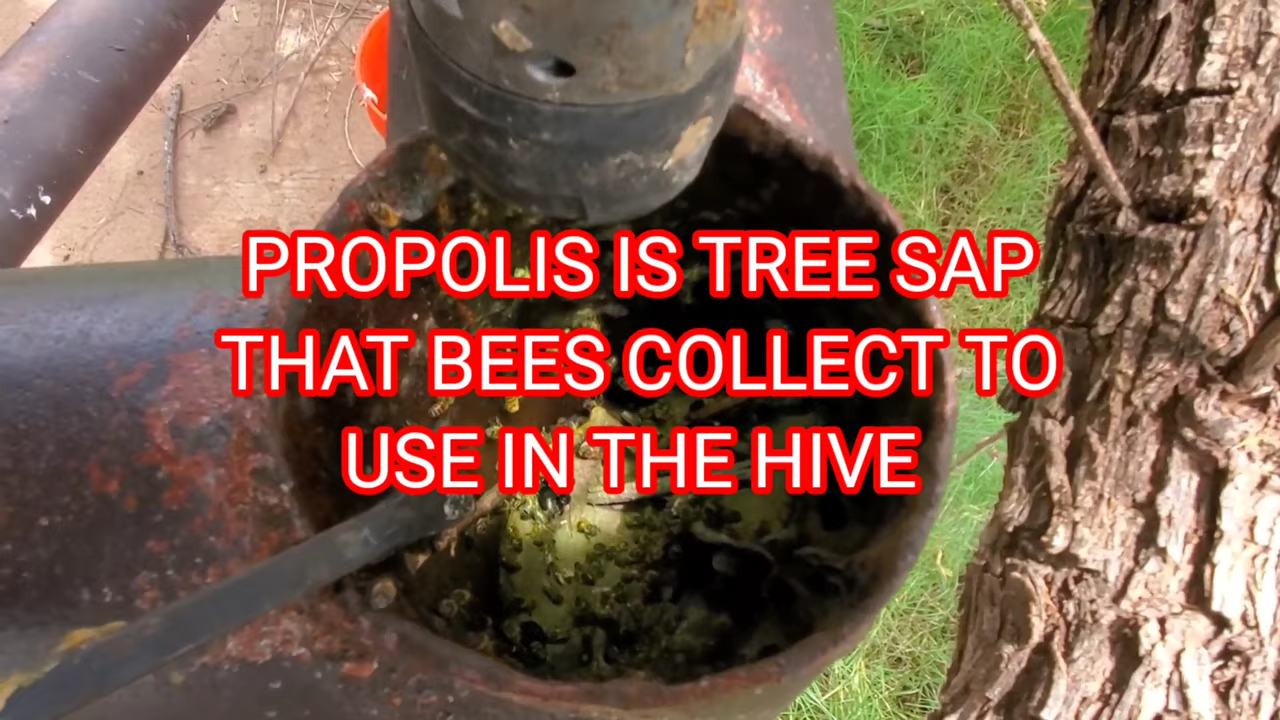 PROPOLIS IS TREE SAP
THAT BEES COLLECT TO
USE IN THE HIVE